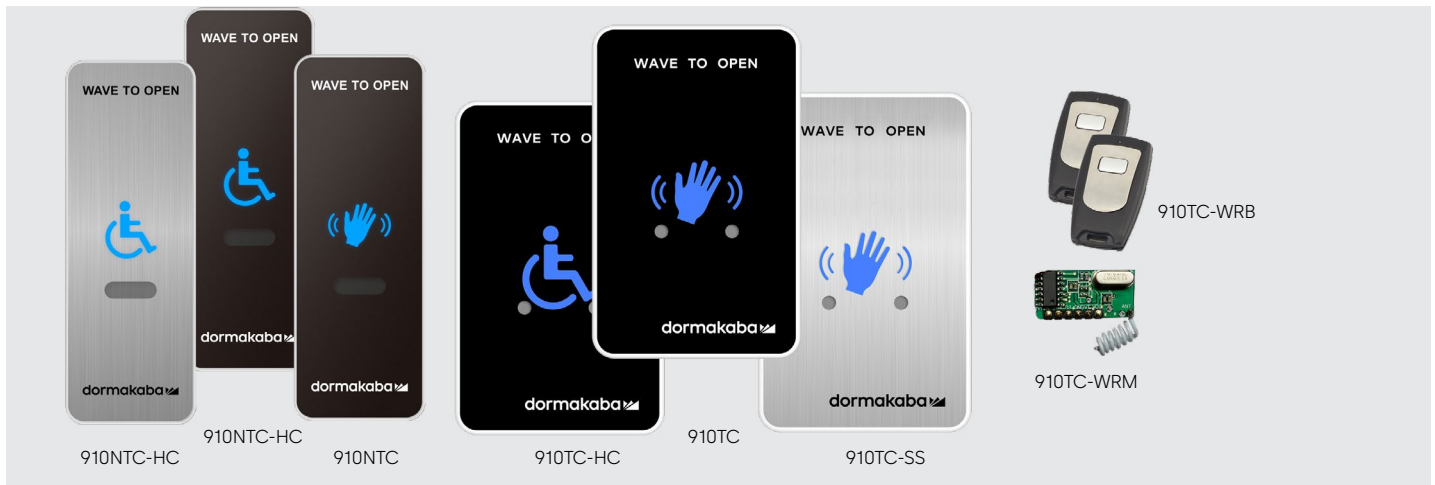 WAVE TO OPEN
dormakaba
910NTC-HC
WAVE TO OPEN
dormakaba
910NTC-HC
WAVE TO OPEN
dormakaba
910NTC
WAVE TO O
dormakaba
910TC-HC
WAVE TO OPEN
dormakaba
910TC
WAVE TO OPEN
dormakaba
910TC-SS
910TC-WRB
910TC-WRM